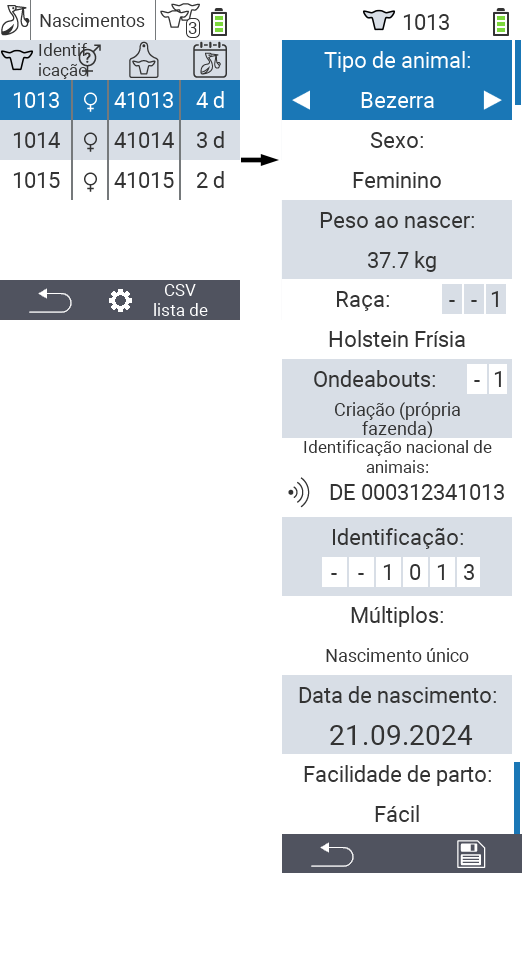 Nascimentos
3
Identif
icação
1013 41013 4 d
1014 41014 3 d
1015 41015 2 d
CSV
lista de
1013
Tipo de animal:
Bezerra
Sexo:
Feminino
Peso ao nascer:
37.7 kg
Raça: - - 1
Holstein Frísia
Ondeabouts: - 1
Criação (própria
fazenda)
Identificação nacional de
animais:
DE 000312341013
Identificação:
- - 1 0 1 3
Múltiplos:
Nascimento único
Data de nascimento:
21.09.2024
Facilidade de parto:
Fácil